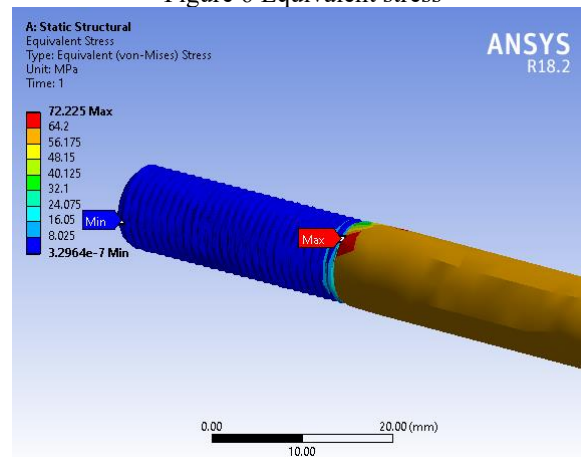 Figure 6 Equivalent stress
A: Static Structural
Equivalent Stress
Type: Equivalent (von-Mises) Stress
Unit: MPa
Time: 1
ANSYS
R18.2
72.225 Max
64.2
56.175
48.15
40.125
32.1
24.075
16.05
8.025
3.2964e-7 Min
Min
Max
0.00
20.00 (mm)
10.00